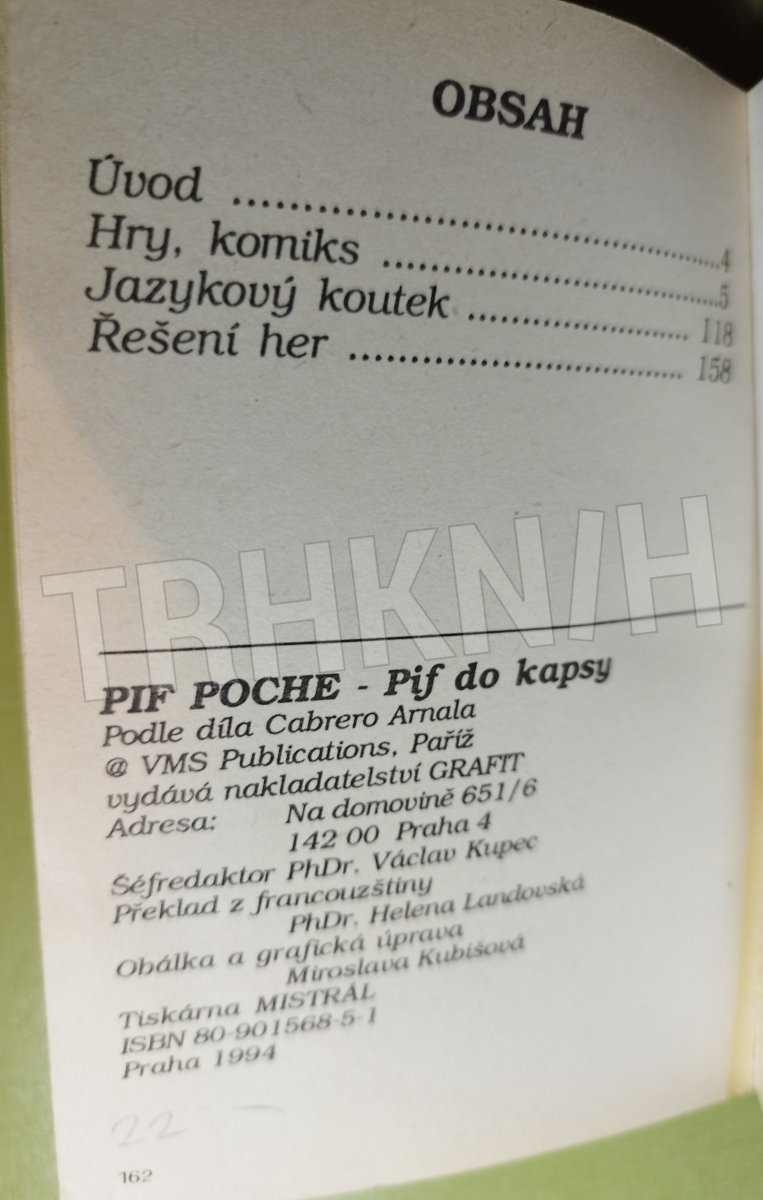 OBSAH
Úvod ........................................4
Hry, komiks ........................................5
Jazykový koutek ............................ 118
Řešení her .................................... 158
TRHKNIH
PIF POCHE - Pif do kapsy
Podle díla Cabrero Arnala
@ VMS Publications, Paříž
vydává nakladatelství GRAFIT
Adresa: Na domovině 651/6
142 00 Praha 4
Šéfredaktor PhDr. Václav Kupec
Překlad z francouzštiny
PhDr. Helena Landovská
Obálka a grafická úprava
Miroslava Kubišová
Tiskárna MISTRÁL
ISBN 80-901568-5-1
Praha 1994
22
162